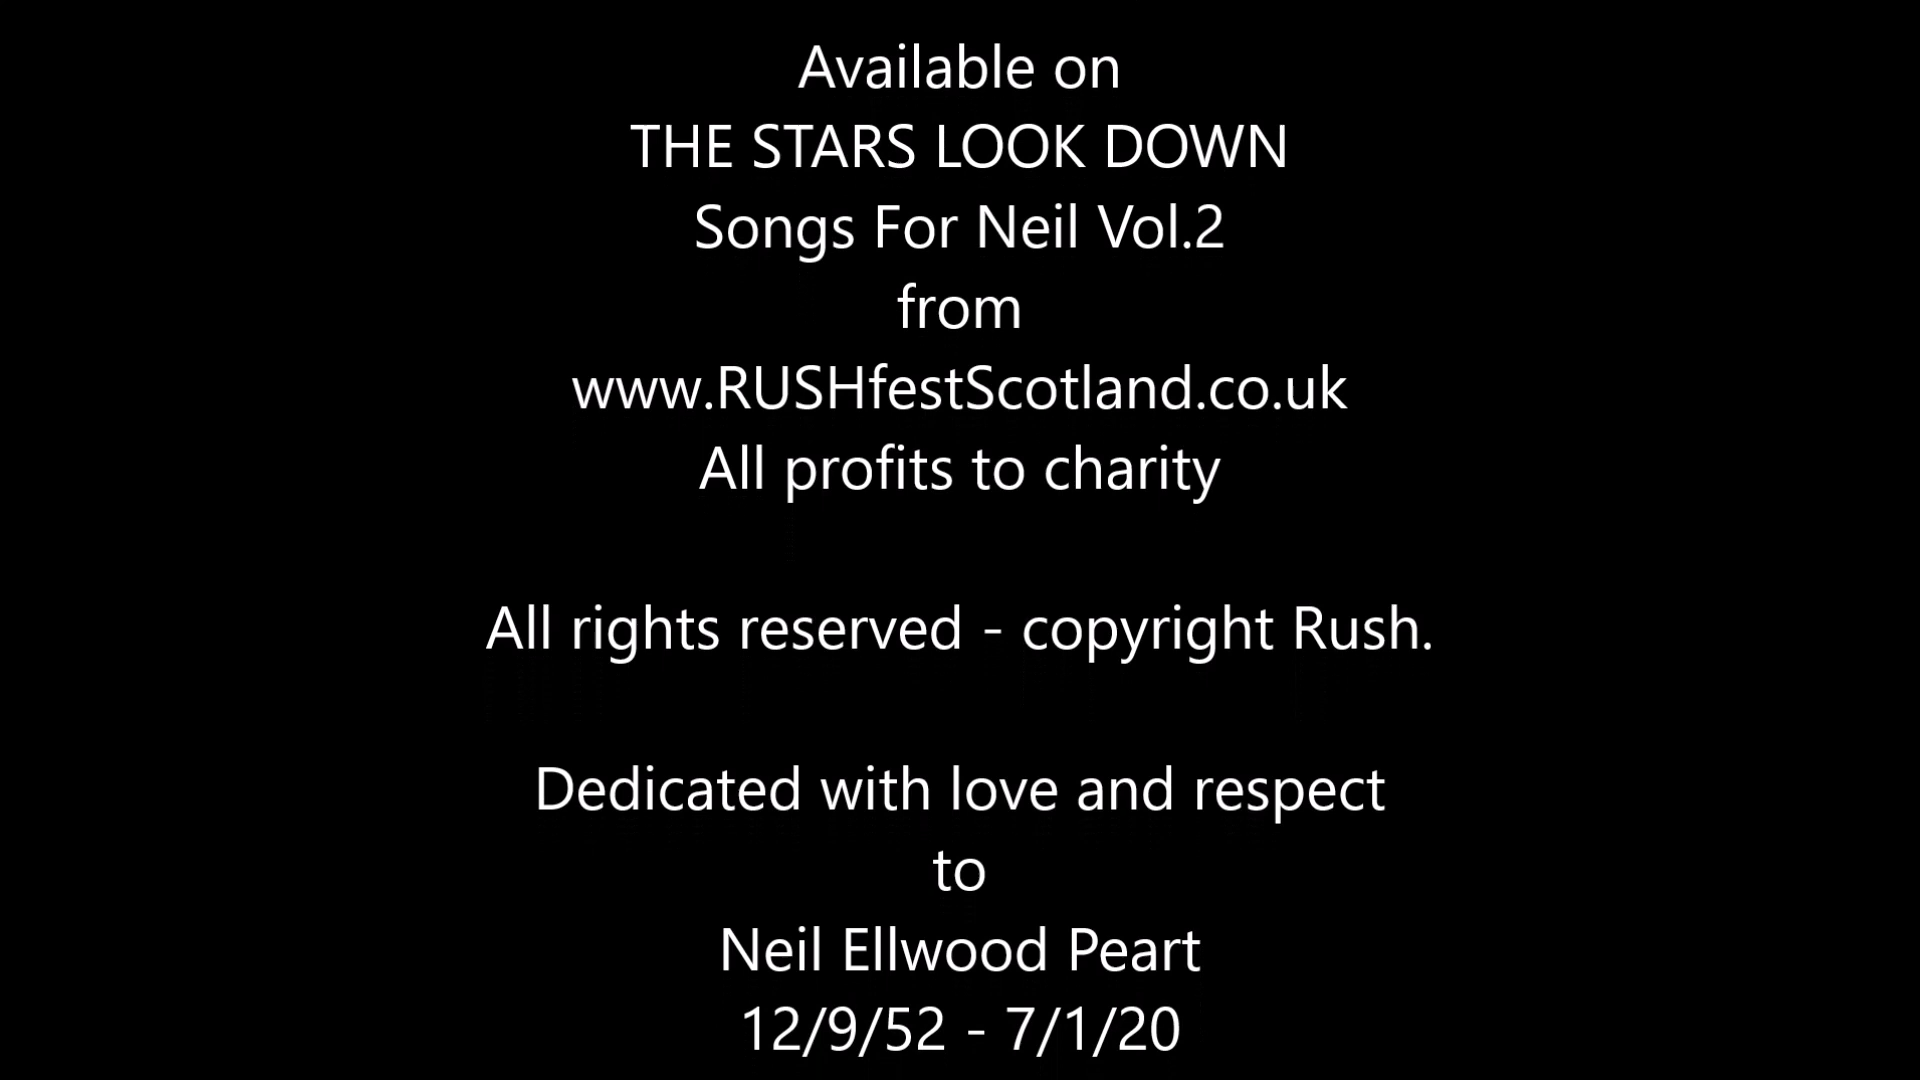 Available on
THE STARS LOOK DOWN
Songs For Neil Vol.2
from
www.RUSHfestScotland.co.uk
All profits to charity
All rights reserved - copyright Rush.
Dedicated with love and respect
to
Neil Ellwood Peart
12/9/52 - 7/1/20